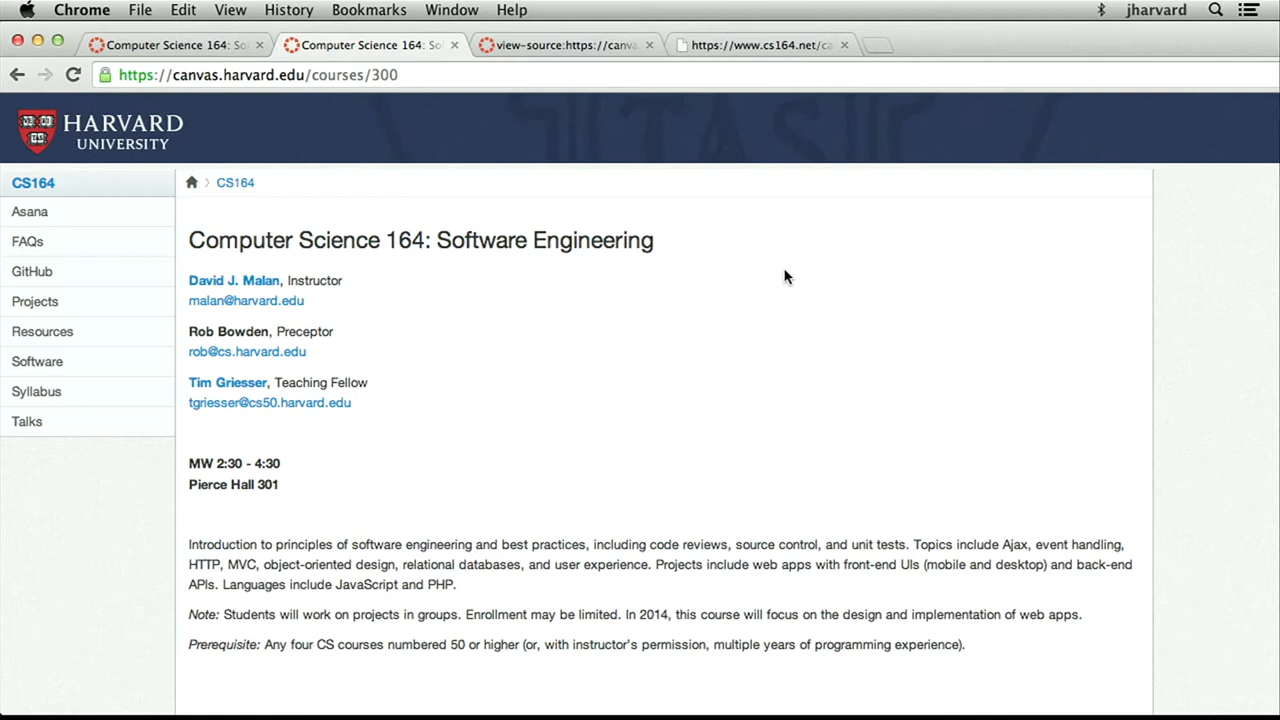 Chrome File Edit View History Bookmarks Window Help jharvard
Computer Science 164: So
Computer Science 164: So
view-source:https://canva
https://www.cs164.net/ca
https://canvas.harvard.edu/courses/300
HARVARD
UNIVERSITY
CS164
Asana
FAQs
GitHub
Projects
Resources
Software
Syllabus
Talks
CS164
Computer Science 164: Software Engineering
David J. Malan, Instructor
malan@harvard.edu
Rob Bowden, Preceptor
rob@cs.harvard.edu
Tim Griesser, Teaching Fellow
tgriesser@cs50.harvard.edu
MW 2:30 - 4:30
Pierce Hall 301
Introduction to principles of software engineering and best practices, including code reviews, source control, and unit tests. Topics include Ajax, event handling,
HTTP, MVC, object-oriented design, relational databases, and user experience. Projects include web apps with front-end UIs (mobile and desktop) and back-end
APIs. Languages include JavaScript and PHP.
Note: Students will work on projects in groups. Enrollment may be limited. In 2014, this course will focus on the design and implementation of web apps.
Prerequisite: Any four CS courses numbered 50 or higher (or, with instructor's permission, multiple years of programming experience).